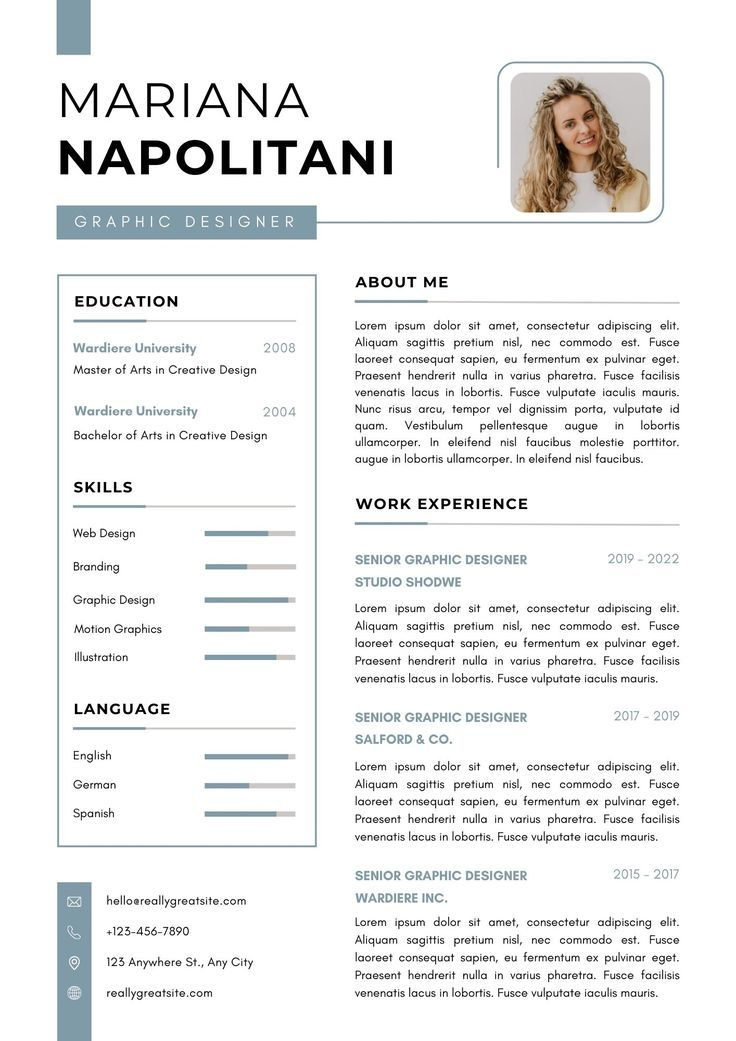 MARIANA
NAPOLITANI
GRAPHIC DESIGNER
EDUCATION
Wardiere University 2008
Master of Arts in Creative Design
Wardiere University 2004
Bachelor of Arts in Creative Design
SKILLS
Web Design
Branding
Graphic Design
Motion Graphics
Illustration
LANGUAGE
English
German
Spanish
hello@reallygreatsite.com
+123-456-7890
123 Anywhere St., Any City
reallygreatsite.com
ABOUT ME
Lorem ipsum dolor sit amet, consectetur adipiscing elit.
Aliquam sagittis pretium nisl, nec commodo est. Fusce
laoreet consequat sapien, eu fermentum ex pulvinar eget.
Praesent hendrerit nulla in varius pharetra. Fusce facilisis
venenatis lacus in lobortis. Fusce vulputate iaculis mauris.
Nunc risus arcu, tempor vel dignissim porta, vulputate id
quam. Vestibulum pellentesque augue in lobortis
ullamcorper. In eleifend nisl faucibus molestie porttitor.
augue in lobortis ullamcorper. In eleifend nisl faucibus.
WORK EXPERIENCE
SENIOR GRAPHIC DESIGNER 2019 - 2022
STUDIO SHODWE
Lorem ipsum dolor sit amet, consectetur adipiscing elit.
Aliquam sagittis pretium nisl, nec commodo est. Fusce
laoreet consequat sapien, eu fermentum ex pulvinar eget.
Praesent hendrerit nulla in varius pharetra. Fusce facilisis
venenatis lacus in lobortis. Fusce vulputate iaculis mauris.
SENIOR GRAPHIC DESIGNER 2017 - 2019
SALFORD & CO.
Lorem ipsum dolor sit amet, consectetur adipiscing elit.
Aliquam sagittis pretium nisl, nec commodo est. Fusce
laoreet consequat sapien, eu fermentum ex pulvinar eget.
Praesent hendrerit nulla in varius pharetra. Fusce facilisis
venenatis lacus in lobortis. Fusce vulputate iaculis mauris.
SENIOR GRAPHIC DESIGNER 2015 - 2017
WARDIERE INC.
Lorem ipsum dolor sit amet, consectetur adipiscing elit.
Aliquam sagittis pretium nisl, nec commodo est. Fusce
laoreet consequat sapien, eu fermentum ex pulvinar eget.
Praesent hendrerit nulla in varius pharetra. Fusce facilisis
venenatis lacus in lobortis. Fusce vulputate iaculis mauris.